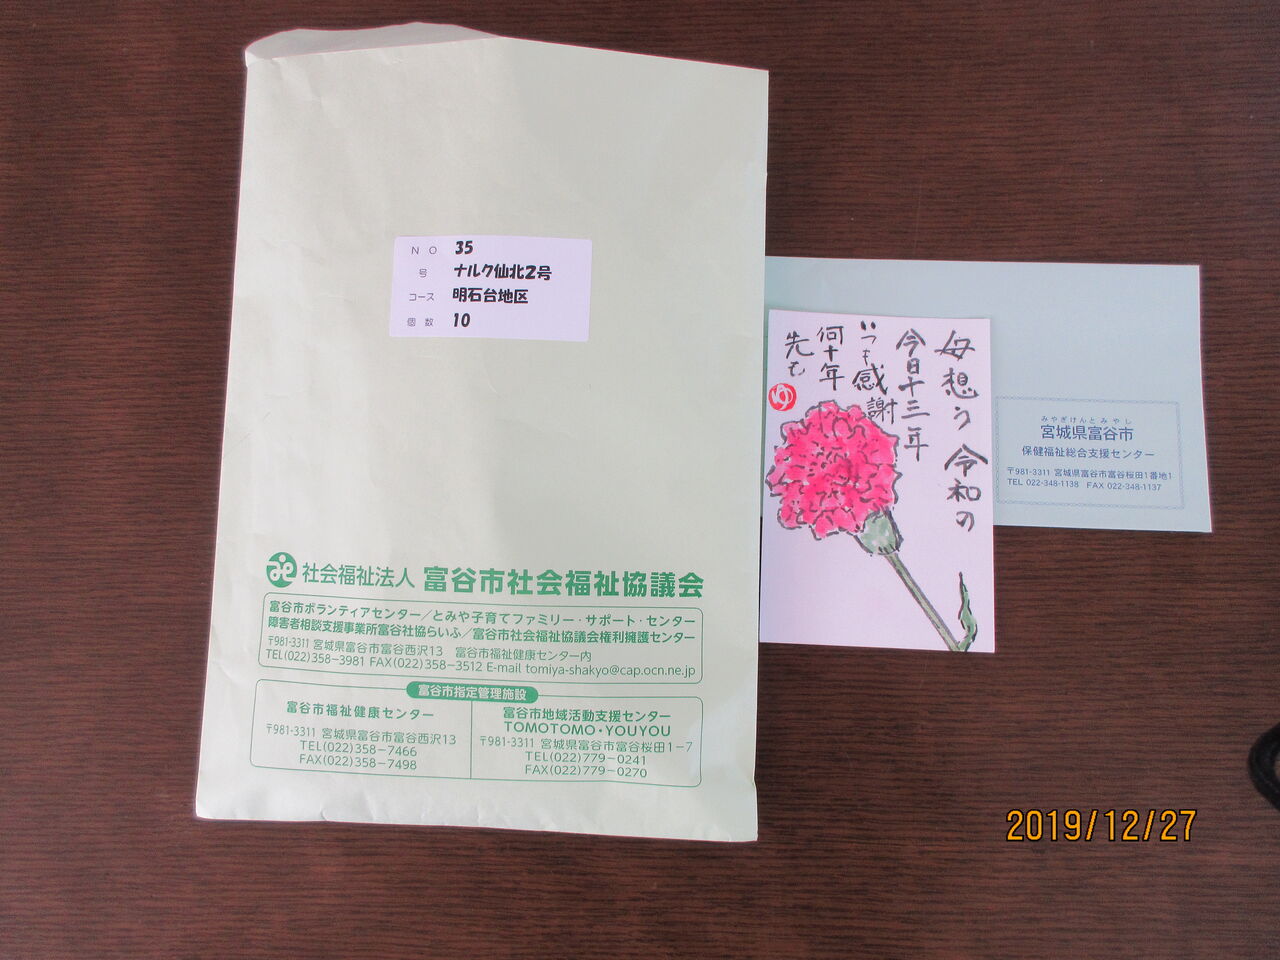 NO 35
号 ナルク仙北2号
コース 明石台地区
個数 10
社会福祉法人 富谷市社会福祉協議会
富谷市ボランティアセンター／とみや子育てファミリー・サポート・センター
障害者相談支援事業所富谷社協らいふ／富谷市社会福祉協議会権利擁護センター
〒981-3311 宮城県富谷市富谷西沢13 富谷市福祉健康センター内
TEL(022)358-3981 FAX(022)358-3512 E-mail tomiya-shakyo@cap.ocn.ne.jp
富谷市指定管理施設
富谷市福祉健康センター
〒981-3311 宮城県富谷市富谷西沢13
TEL(022)358-7466
FAX(022)358-7498
富谷市地域活動支援センター
TOMOTOMO・YOUYOU
〒981-3311 宮城県富谷市富谷桜田1-7
TEL(022)779-0241
FAX(022)779-0270
母想う 令和の
今日十三年
いつも感謝
何十年
先も
ゆ
みやぎけんとみやし
宮城県富谷市
保健福祉総合支援センター
〒981-3311 宮城県富谷市富谷桜田1番地1
TEL 022-348-1138 FAX 022-348-1137
2019/12/27